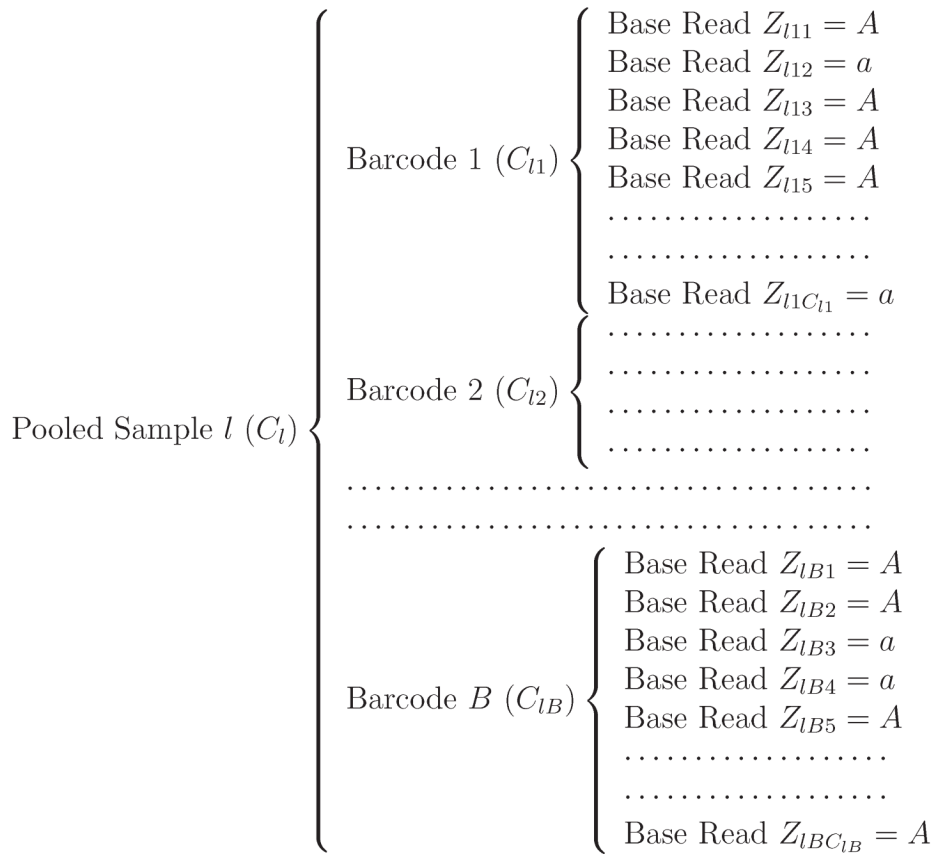 Base Read Z_{l11} = A
Base Read Z_{l12} = a
Base Read Z_{l13} = A
Base Read Z_{l14} = A
Barcode 1 (C_{l1})
Base Read Z_{l15} = A
. . . . . . . . . . . . . . . . . . .
. . . . . . . . . . . . . . . . . . .
Base Read Z_{l1C_{l1}} = a
. . . . . . . . . . . . . . . . . . .
. . . . . . . . . . . . . . . . . . .
Barcode 2 (C_{l2})
. . . . . . . . . . . . . . . . . . .
. . . . . . . . . . . . . . . . . . .
Pooled Sample l (C_l)
. . . . . . . . . . . . . . . . . . . . . . . . . . . . . . . . . . . . . .
. . . . . . . . . . . . . . . . . . . . . . . . . . . . . . . . . . . . . .
Base Read Z_{lB1} = A
Base Read Z_{lB2} = A
Base Read Z_{lB3} = a
Base Read Z_{lB4} = a
Barcode B (C_{lB})
Base Read Z_{lB5} = A
. . . . . . . . . . . . . . . . . . .
. . . . . . . . . . . . . . . . . . .
Base Read Z_{lBC_{lB}} = A